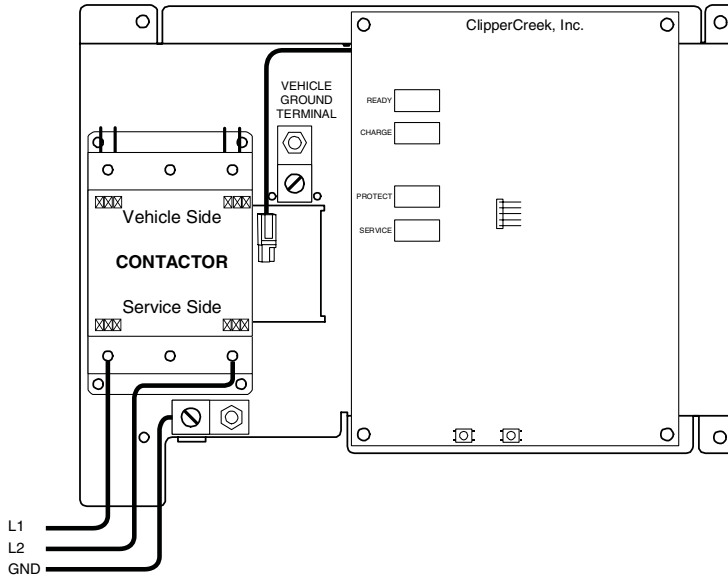 ClipperCreek, Inc.
VEHICLE
GROUND
TERMINAL
READY
CHARGE
PROTECT
SERVICE
Vehicle Side
CONTACTOR
Service Side
L1
L2
GND